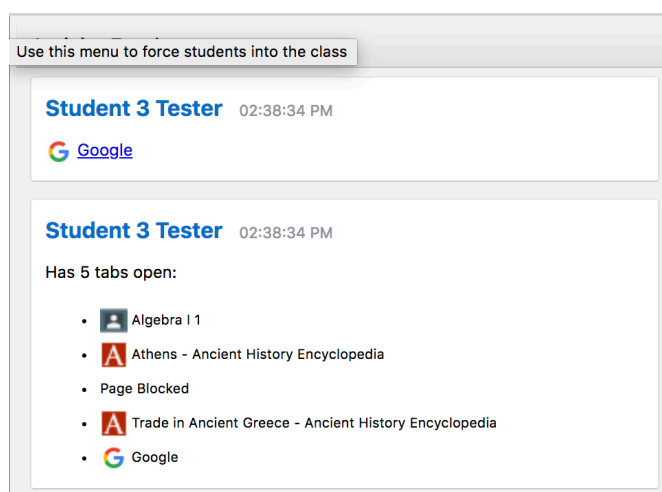 Use this menu to force students into the class
Student 3 Tester 02:38:34 PM
Google
Student 3 Tester 02:38:34 PM
Has 5 tabs open:
• Algebra I 1
• Athens - Ancient History Encyclopedia
• Page Blocked
• Trade in Ancient Greece - Ancient History Encyclopedia
• Google